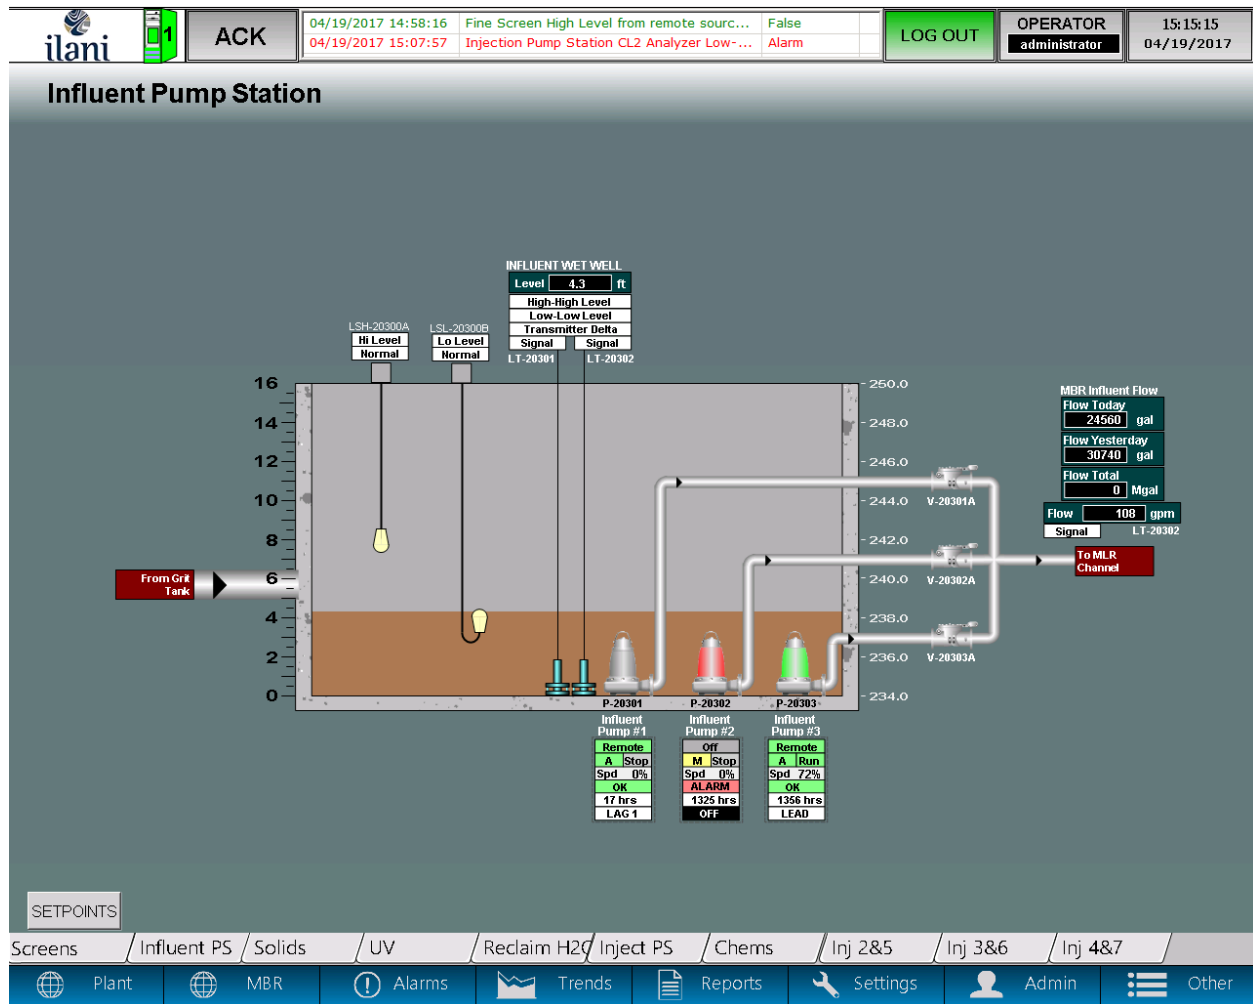 ilani
1
ACK
04/19/2017 14:58:16 Fine Screen High Level from remote sourc... False
04/19/2017 15:07:57 Injection Pump Station CL2 Analyzer Low-... Alarm
LOG OUT
OPERATOR
administrator
15:15:15
04/19/2017
Influent Pump Station
INFLUENT WET WELL
Level 4.3 ft
High-High Level
Low-Low Level
Transmitter Delta
Signal Signal
LT-20301 LT-20302
LSH-20300A
Hi Level
Normal
LSL-20300B
Lo Level
Normal
16
14
12
10
8
6
4
2
0
250.0
248.0
246.0
244.0
242.0
240.0
238.0
236.0
234.0
From Grit
Tank
V-20301A
V-20302A
V-20303A
MBR Influent Flow
Flow Today
24560 gal
Flow Yesterday
30740 gal
Flow Total
0 Mgal
Flow 108 gpm
Signal LT-20302
To MLR
Channel
P-20301
Influent
Pump #1
Remote
A Stop
Spd 0%
OK
17 hrs
LAG 1
P-20302
Influent
Pump #2
Off
M Stop
Spd 0%
ALARM
1325 hrs
OFF
P-20303
Influent
Pump #3
Remote
A Run
Spd 72%
OK
1356 hrs
LEAD
SETPOINTS
Screens Influent PS Solids UV Reclaim H2O Inject PS Chems Inj 2&5 Inj 3&6 Inj 4&7
Plant MBR Alarms Trends Reports Settings Admin Other